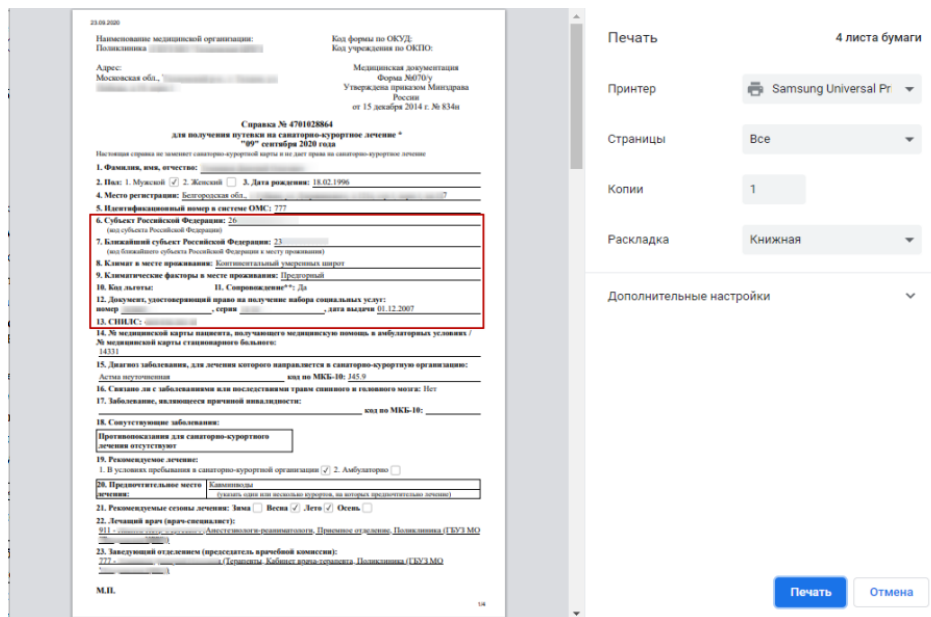 23.09.2020
Наименование медицинской организации:
Поликлиника
Код формы по ОКУД:
Код учреждения по ОКПО:
Адрес:
Московская обл.,
Медицинская документация
Форма №070/у
Утверждена приказом Минздрава
России
от 15 декабря 2014 г. № 834н
Справка № 4701028864
для получения путевки на санаторно-курортное лечение *
"09" сентября 2020 года
Настоящая справка не заменяет санаторно-курортной карты и не дает права на санаторно-курортное лечение
1. Фамилия, имя, отчество:
2. Пол: 1. Мужской ✓ 2. Женский 3. Дата рождения: 18.02.1996
4. Место регистрации: Белгородская обл.,
5. Идентификационный номер в системе ОМС: 777
6. Субъект Российской Федерации: 26
(код субъекта Российской Федерации)
7. Ближайший субъект Российской Федерации: 23
(код ближайшего субъекта Российской Федерации к месту проживания)
8. Климат в месте проживания: Континентальный умеренных широт
9. Климатические факторы в месте проживания: Предгорный
10. Код льготы: 11. Сопровождение**: Да
12. Документ, удостоверяющий право на получение набора социальных услуг:
номер , серия , дата выдачи 01.12.2007
13. СНИЛС:
14. № медицинской карты пациента, получающего медицинскую помощь в амбулаторных условиях /
№ медицинской карты стационарного больного:
14331
15. Диагноз заболевания, для лечения которого направляется в санаторно-курортную организацию:
Астма неуточненная код по МКБ-10: J45.9
16. Связано ли с заболеваниями или последствиями травм спинного и головного мозга: Нет
17. Заболевание, являющееся причиной инвалидности:
код по МКБ-10:
18. Сопутствующие заболевания:
Противопоказания для санаторно-курортного
лечения отсутствуют
19. Рекомендуемое лечение:
1. В условиях пребывания в санаторно-курортной организации ✓ 2. Амбулаторно
20. Предпочтительное место лечения: Кавминводы
(указать один или несколько курортов, на которых предпочтительно лечение)
21. Рекомендуемые сезоны лечения: Зима Весна ✓ Лето ✓ Осень
22. Лечащий врач (врач-специалист):
911 - Анестезиологи-реаниматологи, Приемное отделение, Поликлиника (ГБУЗ МО
23. Заведующий отделением (председатель врачебной комиссии):
777 - (Терапевты, Кабинет врача-терапевта, Поликлиника (ГБУЗ МО
М.П.
1/4
Печать 4 листа бумаги
Принтер Samsung Universal Pr
Страницы Все
Копии 1
Раскладка Книжная
Дополнительные настройки
Печать Отмена